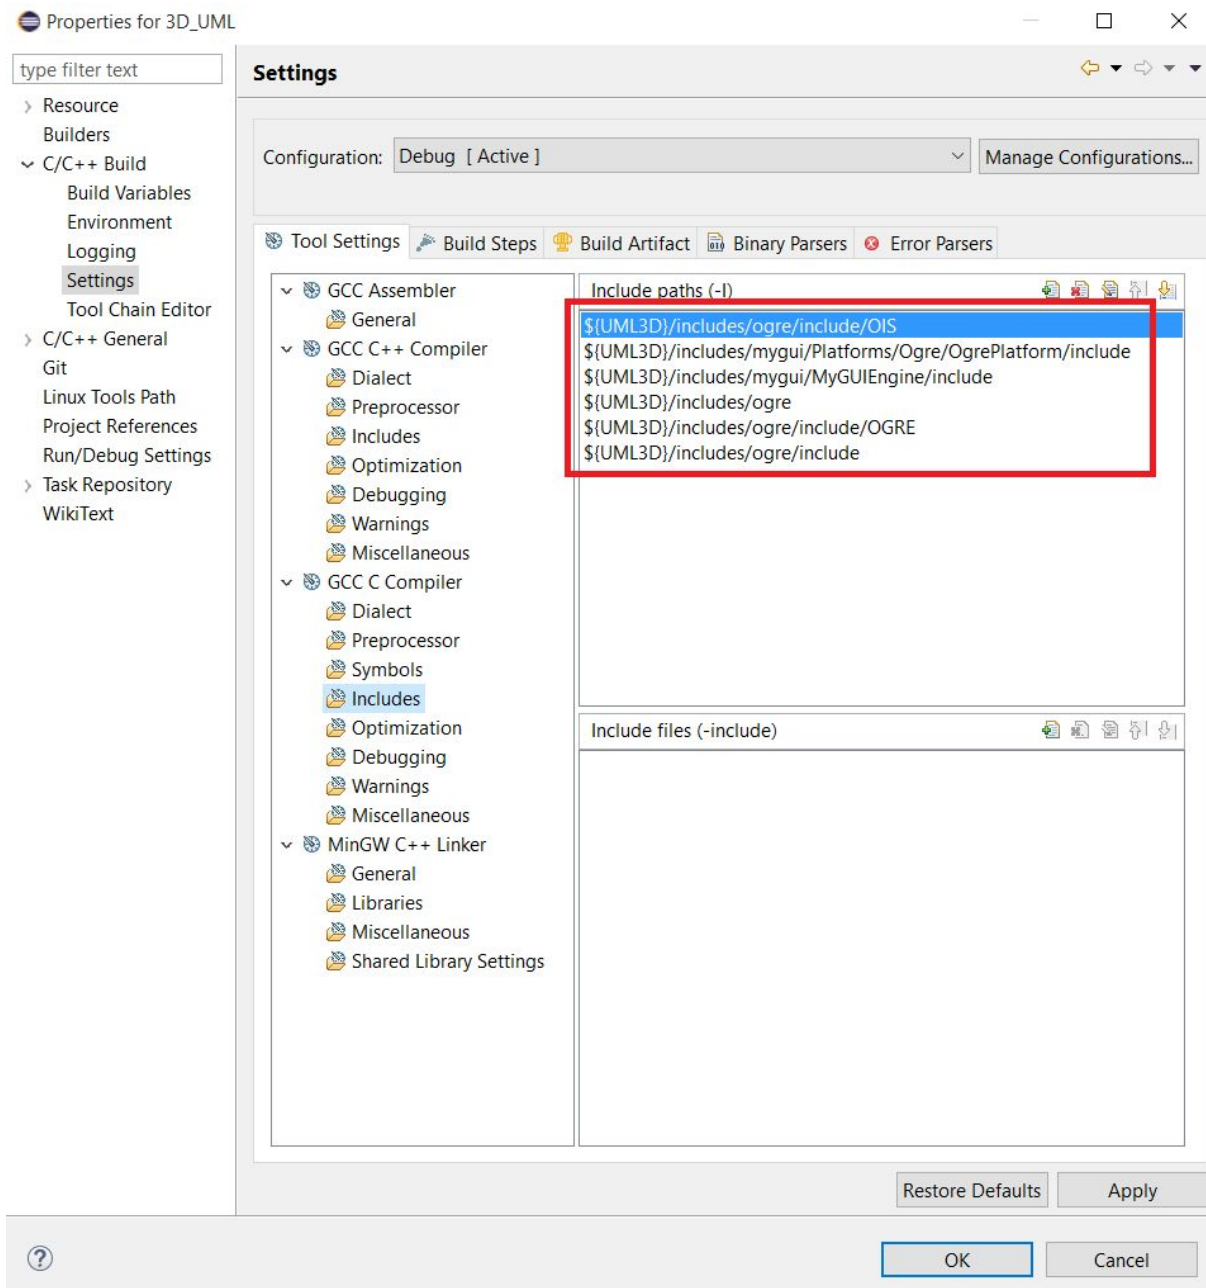 Properties for 3D_UML
type filter text
Resource
Builders
C/C++ Build
Build Variables
Environment
Logging
Settings
Tool Chain Editor
C/C++ General
Git
Linux Tools Path
Project References
Run/Debug Settings
Task Repository
WikiText
Settings
Configuration: Debug [ Active ] Manage Configurations...
Tool Settings Build Steps Build Artifact Binary Parsers Error Parsers
GCC Assembler
General
GCC C++ Compiler
Dialect
Preprocessor
Includes
Optimization
Debugging
Warnings
Miscellaneous
GCC C Compiler
Dialect
Preprocessor
Symbols
Includes
Optimization
Debugging
Warnings
Miscellaneous
MinGW C++ Linker
General
Libraries
Miscellaneous
Shared Library Settings
Include paths (-I)
${UML3D}/includes/ogre/include/OIS
${UML3D}/includes/mygui/Platforms/Ogre/OgrePlatform/include
${UML3D}/includes/mygui/MyGUIEngine/include
${UML3D}/includes/ogre
${UML3D}/includes/ogre/include/OGRE
${UML3D}/includes/ogre/include
Include files (-include)
Restore Defaults Apply
OK Cancel